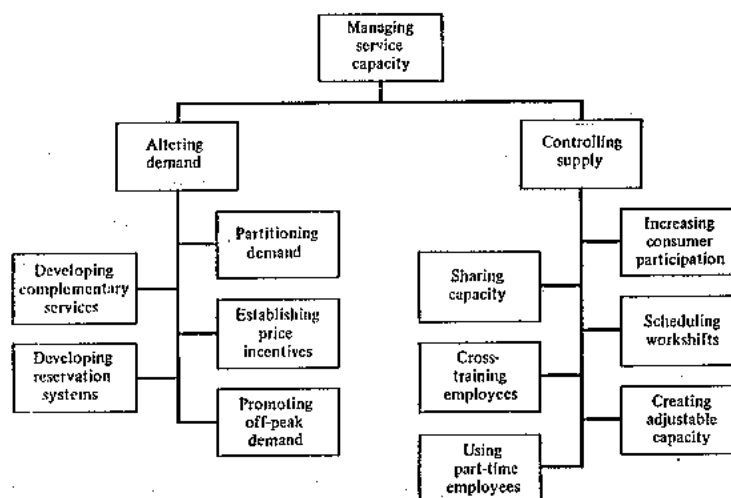 Managing
service
capacity
Altering
demand
Controlling
supply
Partitioning
demand
Increasing
consumer
participation
Developing
complementary
services
Sharing
capacity
Establishing
price
incentives
Scheduling
workshifts
Developing
reservation
systems
Cross-
training
employees
Promoting
off-peak
demand
Creating
adjustable
capacity
Using
part-time
employees